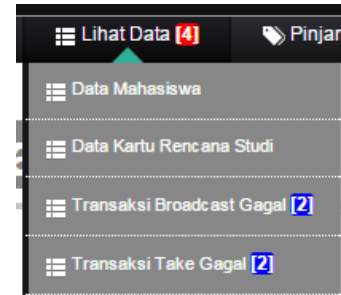 Lihat Data [4] Pinjar
Data Mahasiswa
Data Kartu Rencana Studi
Transaksi Broadcast Gagal [2]
Transaksi Take Gagal [2]